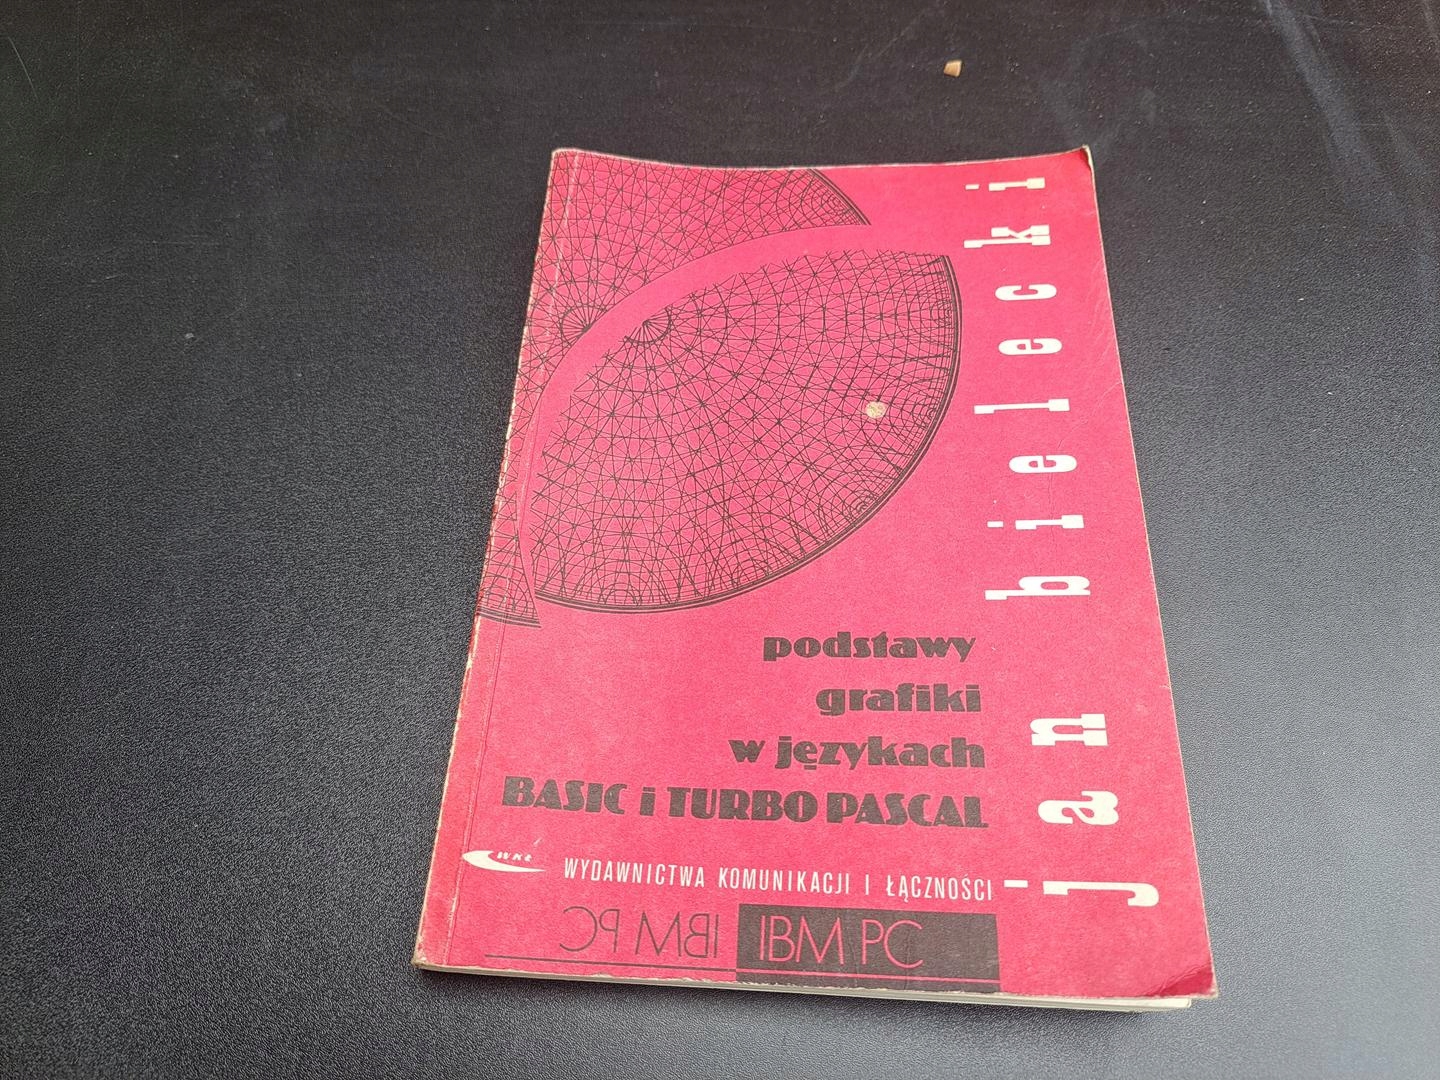 jan bielecki
podstawy
grafiki
w językach
BASIC i TURBO PASCAL
WKŁ
WYDAWNICTWA KOMUNIKACJI I ŁĄCZNOŚCI
IBM PC IBM PC